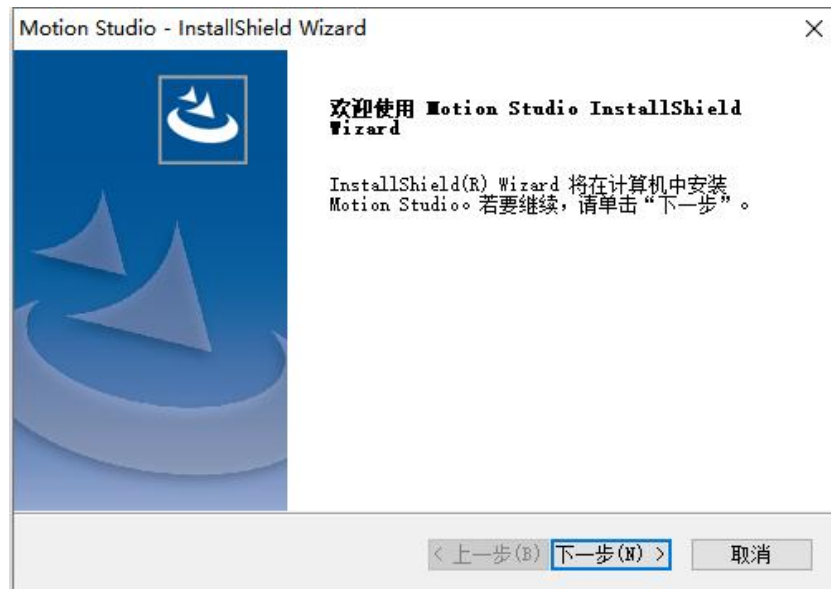 Motion Studio - InstallShield Wizard
欢迎使用 Motion Studio InstallShield
Wizard
InstallShield(R) Wizard 将在计算机中安装
Motion Studio。若要继续，请单击“下一步”。
< 上一步(B) 下一步(N) > 取消